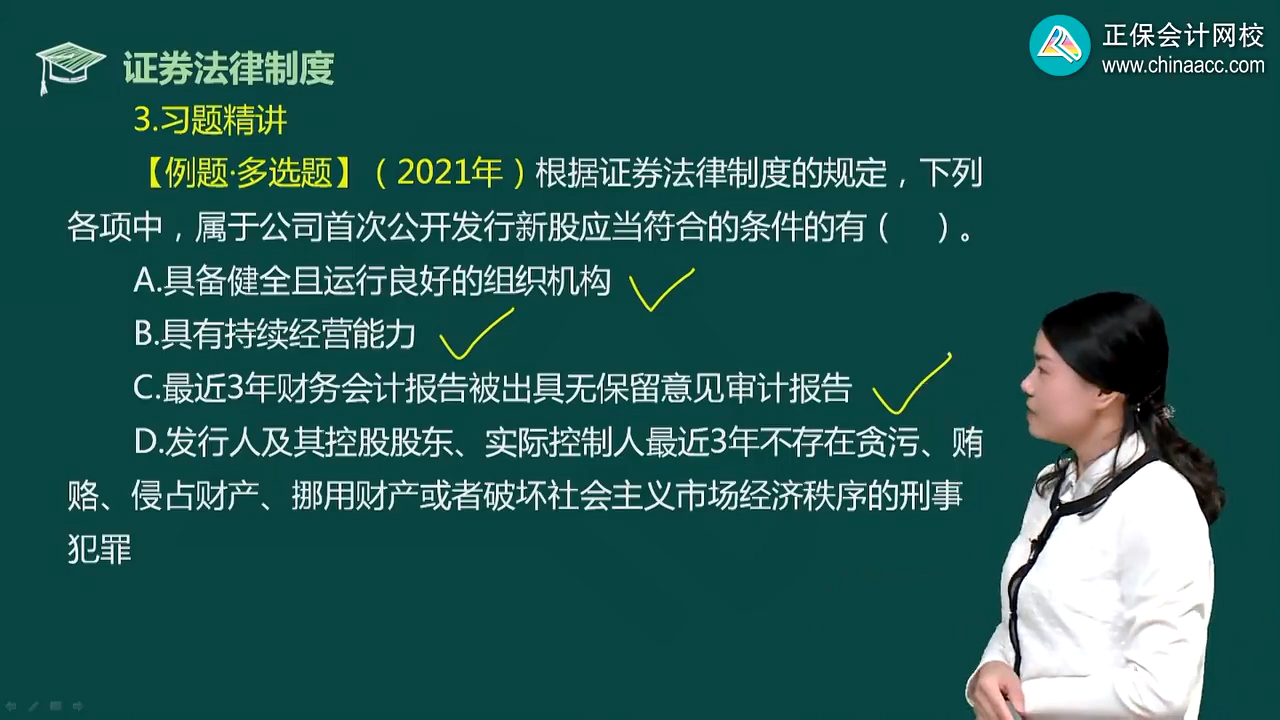 正保会计网校
www.chinaacc.com
证券法律制度
3.习题精讲
【例题·多选题】（2021年）根据证券法律制度的规定，下列
各项中，属于公司首次公开发行新股应当符合的条件的有（ ）。
A.具备健全且运行良好的组织机构
B.具有持续经营能力
C.最近3年财务会计报告被出具无保留意见审计报告
D.发行人及其控股股东、实际控制人最近3年不存在贪污、贿
赂、侵占财产、挪用财产或者破坏社会主义市场经济秩序的刑事
犯罪